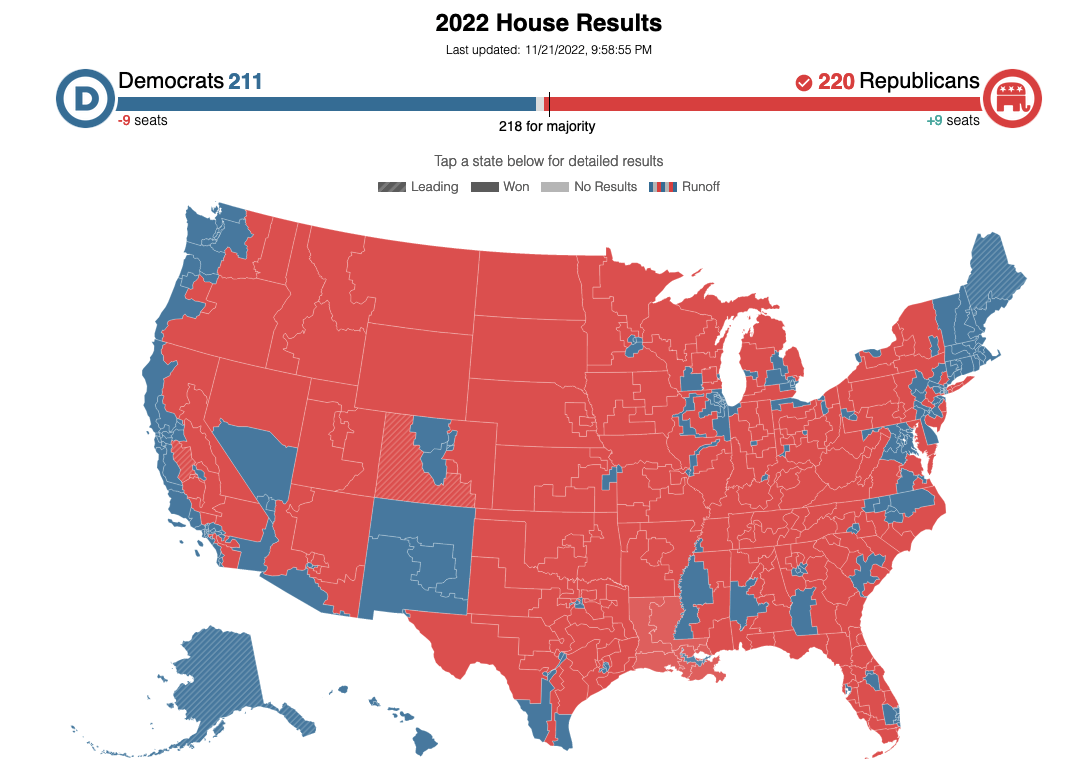 2022 House Results
Last updated: 11/21/2022, 9:58:55 PM
D Democrats 211 220 Republicans
-9 seats 218 for majority +9 seats
Tap a state below for detailed results
Leading Won No Results Runoff